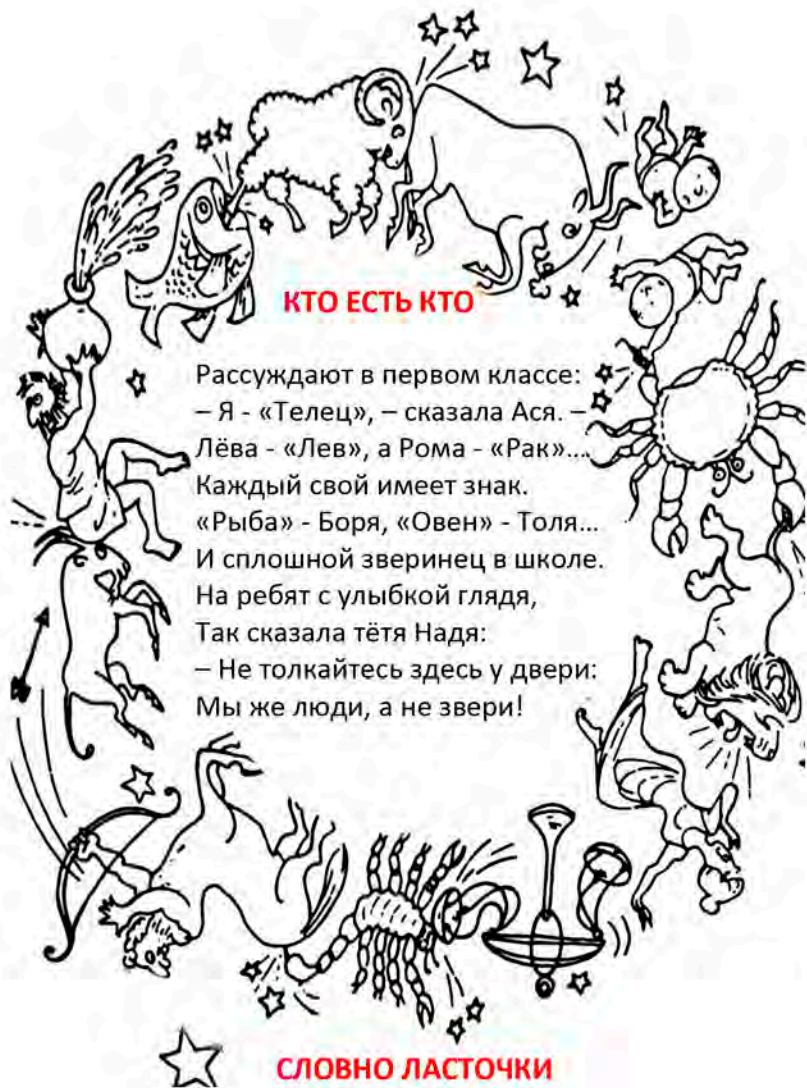 КТО ЕСТЬ КТО
Рассуждают в первом классе:
– Я - «Телец», – сказала Ася. –
Лёва - «Лев», а Рома - «Рак»...
Каждый свой имеет знак.
«Рыба» - Боря, «Овен» - Толя...
И сплошной зверинец в школе.
На ребят с улыбкой глядя,
Так сказала тётя Надя:
– Не толкайтесь здесь у двери:
Мы же люди, а не звери!
СЛОВНО ЛАСТОЧКИ